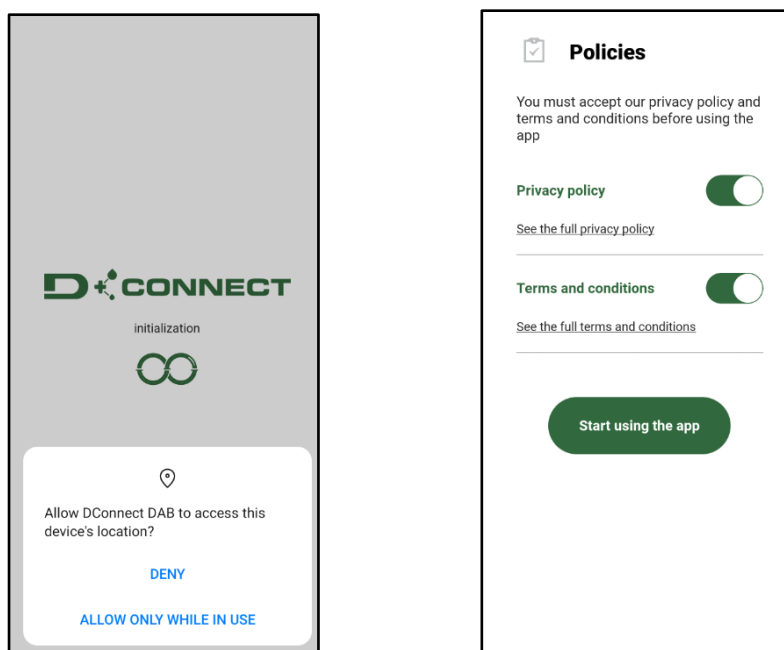 D+CONNECT
initialization
Allow DConnect DAB to access this
device's location?
DENY
ALLOW ONLY WHILE IN USE
Policies
You must accept our privacy policy and
terms and conditions before using the
app
Privacy policy
See the full privacy policy
Terms and conditions
See the full terms and conditions
Start using the app